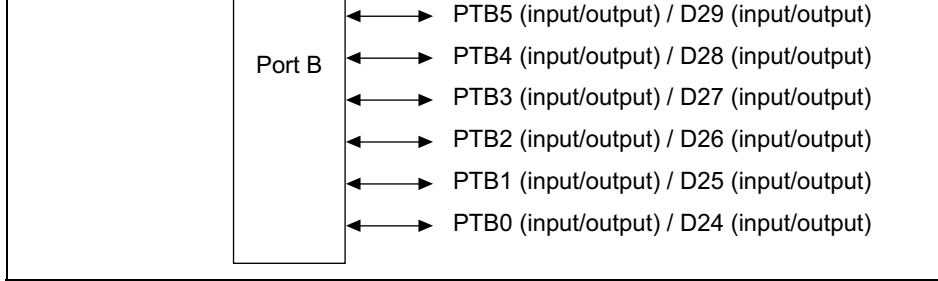 PTB5 (input/output) / D29 (input/output)
PTB4 (input/output) / D28 (input/output)
Port B
PTB3 (input/output) / D27 (input/output)
PTB2 (input/output) / D26 (input/output)
PTB1 (input/output) / D25 (input/output)
PTB0 (input/output) / D24 (input/output)